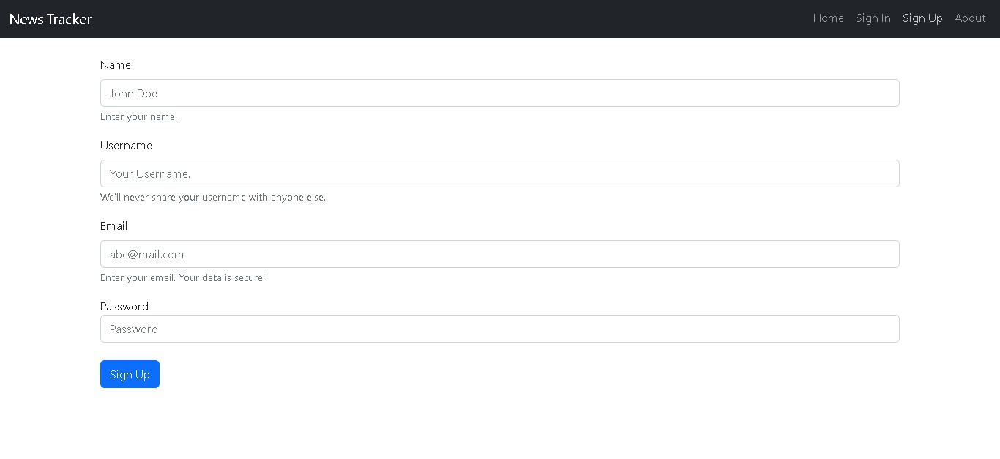 News Tracker
Home Sign In Sign Up About
Name
John Doe
Enter your name.
Username
Your Username.
We'll never share your username with anyone else.
Email
abc@mail.com
Enter your email. Your data is secure!
Password
Password
Sign Up